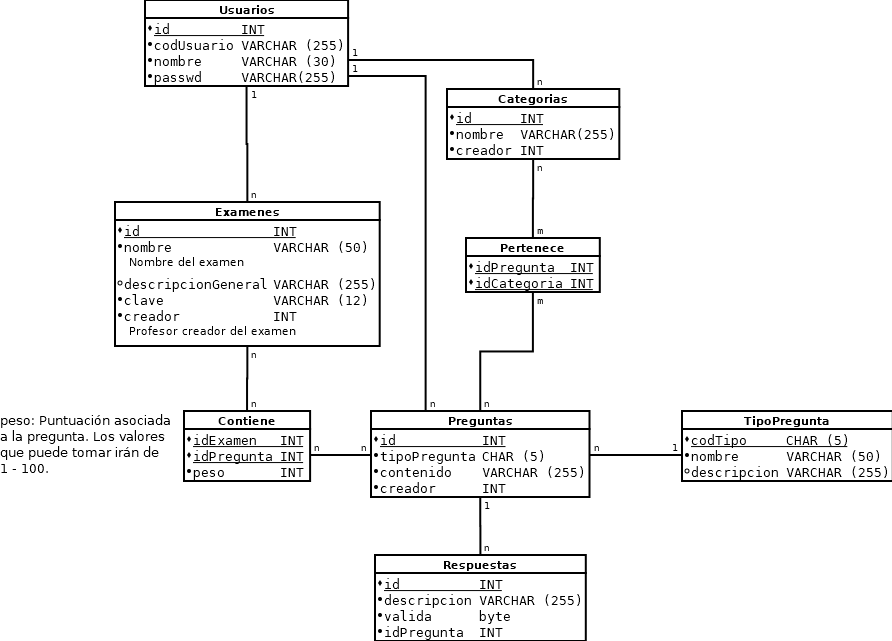 Usuarios
id INT
codUsuario VARCHAR (255)
nombre VARCHAR (30)
passwd VARCHAR(255)
1
1
1
n
Categorias
id INT
nombre VARCHAR(255)
creador INT
n
n
Examenes
id INT
nombre VARCHAR (50)
Nombre del examen
descripcionGeneral VARCHAR (255)
clave VARCHAR (12)
creador INT
Profesor creador del examen
n
m
Pertenece
idPregunta INT
idCategoria INT
m
n
n
n
peso: Puntuación asociada
a la pregunta. Los valores
que puede tomar irán de
1 - 100.
Contiene
idExamen INT
idPregunta INT
peso INT
n
n
Preguntas
id INT
tipoPregunta CHAR (5)
contenido VARCHAR (255)
creador INT
n
1
TipoPregunta
codTipo CHAR (5)
nombre VARCHAR (50)
descripcion VARCHAR (255)
1
n
Respuestas
id INT
descripcion VARCHAR (255)
valida byte
idPregunta INT